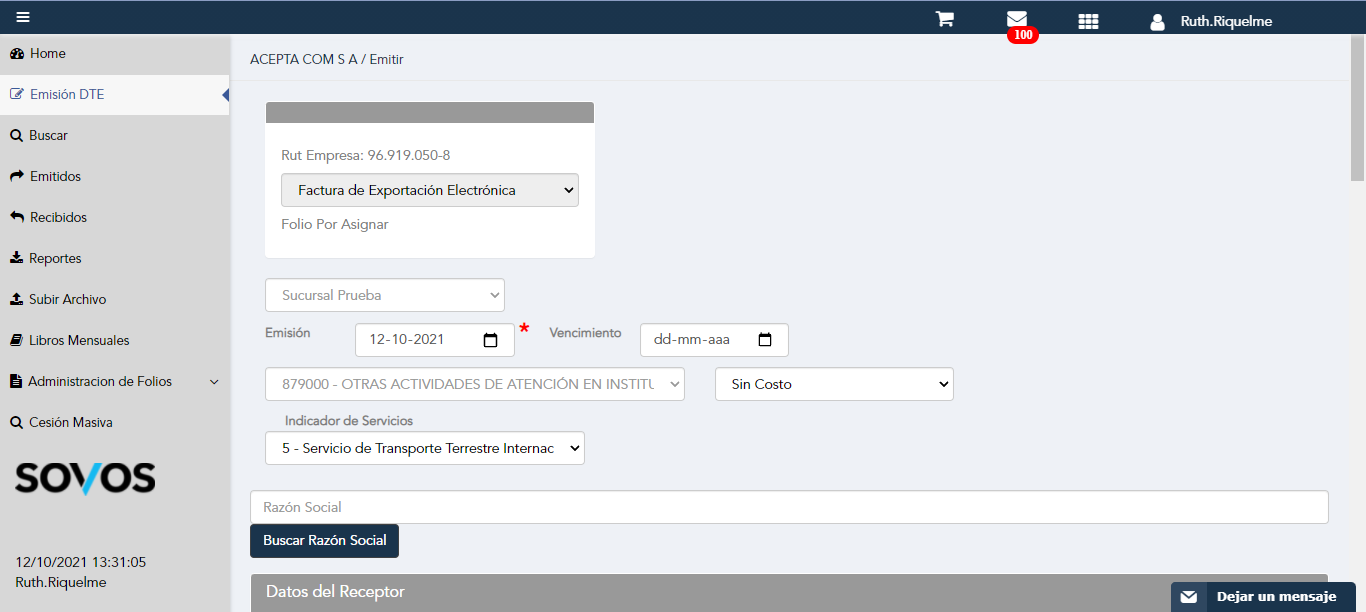 100
Ruth.Riquelme
Home
Emisión DTE
Buscar
Emitidos
Recibidos
Reportes
Subir Archivo
Libros Mensuales
Administracion de Folios
Cesión Masiva
SOVOS
12/10/2021 13:31:05
Ruth.Riquelme
ACEPTA COM S A / Emitir
Rut Empresa: 96.919.050-8
Factura de Exportación Electrónica
Folio Por Asignar
Sucursal Prueba
Emisión 12-10-2021 * Vencimiento dd-mm-aaa
879000 - OTRAS ACTIVIDADES DE ATENCIÓN EN INSTITU Sin Costo
Indicador de Servicios
5 - Servicio de Transporte Terrestre Internac
Razón Social
Buscar Razón Social
Datos del Receptor
Dejar un mensaje